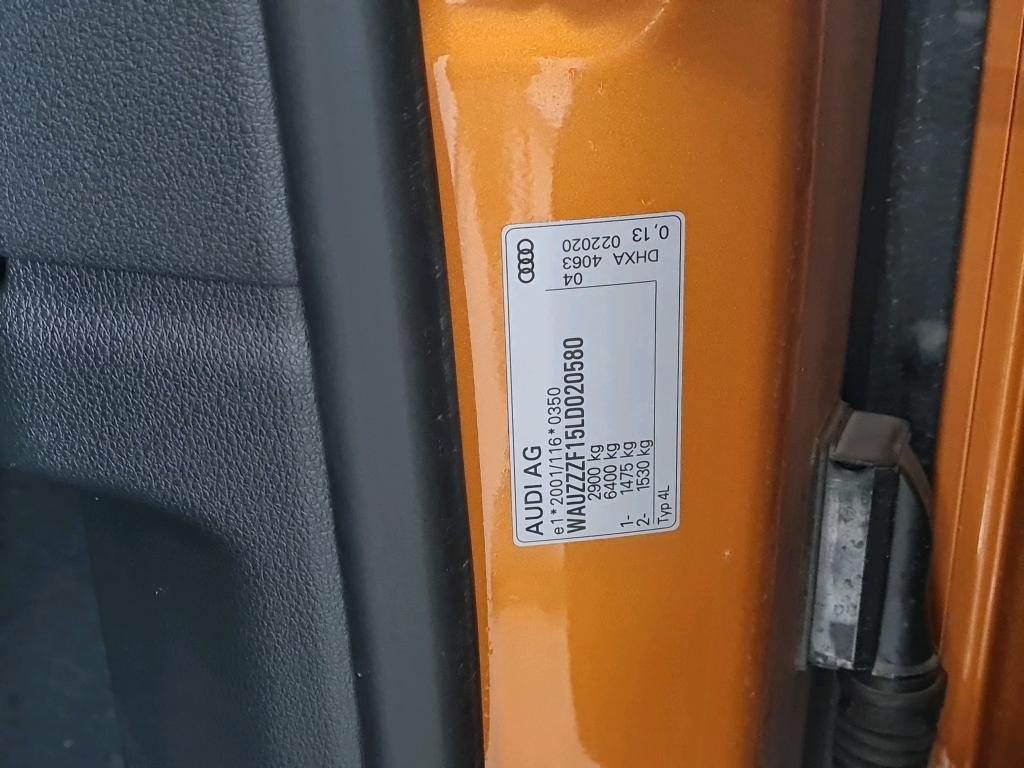 AUDI AG
e1*2001/116*0350
WAUZZZF15LD020580
2900 kg
6400 kg
1- 1475 kg
2- 1530 kg
Typ 4L
04
DHXA 4063
0,13 022020